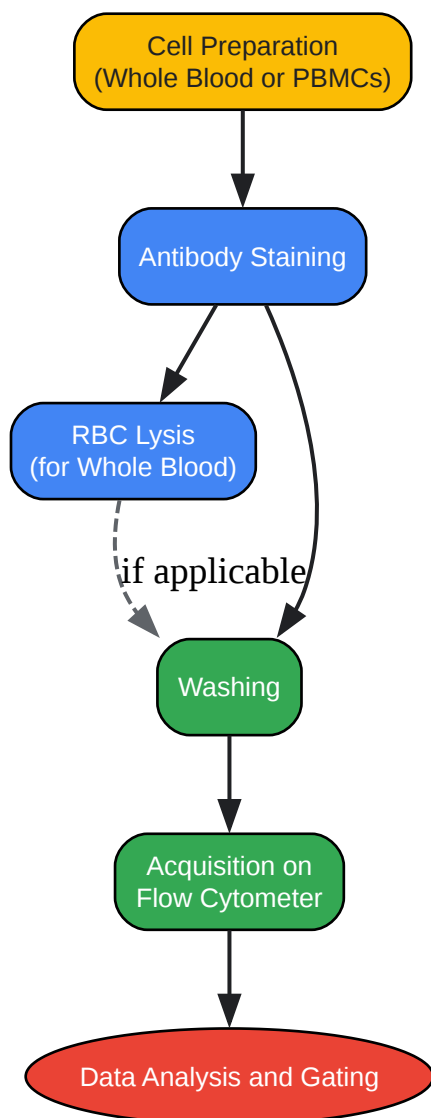 Cell Preparation
(Whole Blood or PBMCs)
Antibody Staining
RBC Lysis
(for Whole Blood)
if applicable
Washing
Acquisition on
Flow Cytometer
Data Analysis and Gating